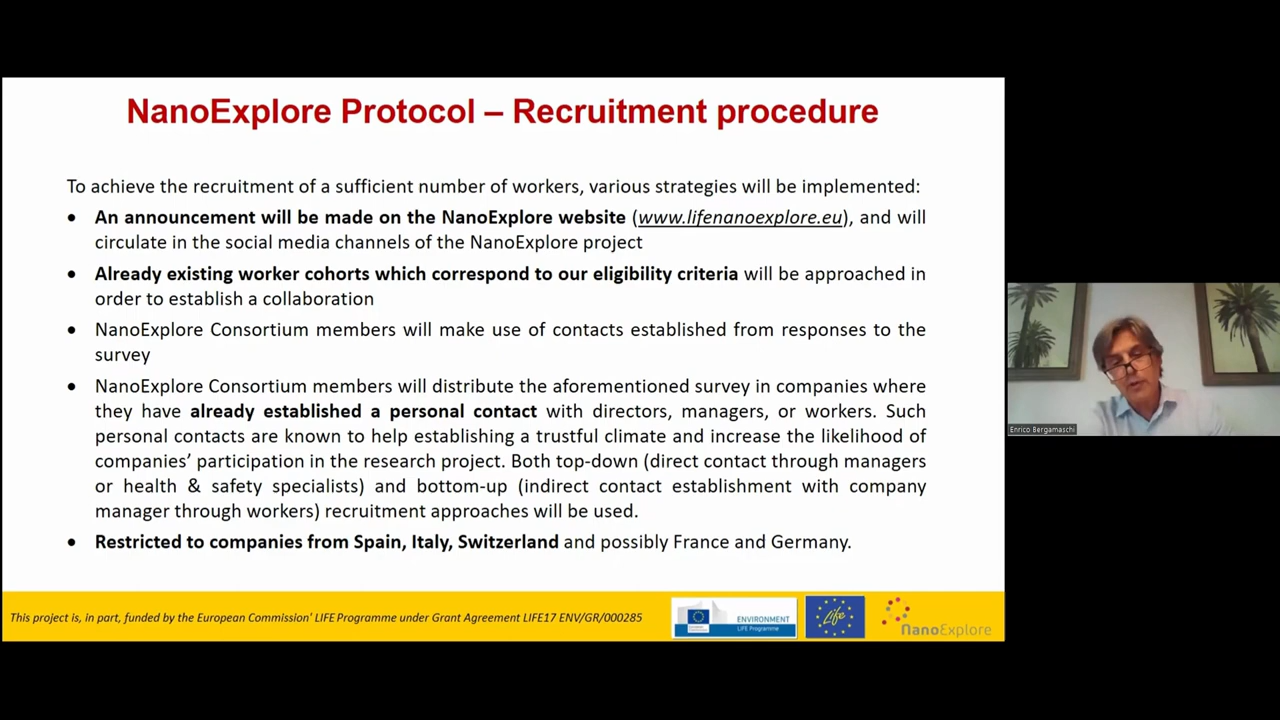 NanoExplore Protocol – Recruitment procedure
To achieve the recruitment of a sufficient number of workers, various strategies will be implemented:
• An announcement will be made on the NanoExplore website (www.lifenanoexplore.eu), and will
circulate in the social media channels of the NanoExplore project
• Already existing worker cohorts which correspond to our eligibility criteria will be approached in
order to establish a collaboration
• NanoExplore Consortium members will make use of contacts established from responses to the
survey
• NanoExplore Consortium members will distribute the aforementioned survey in companies where
they have already established a personal contact with directors, managers, or workers. Such
personal contacts are known to help establishing a trustful climate and increase the likelihood of
companies’ participation in the research project. Both top-down (direct contact through managers
or health & safety specialists) and bottom-up (indirect contact establishment with company
manager through workers) recruitment approaches will be used.
• Restricted to companies from Spain, Italy, Switzerland and possibly France and Germany.
Enrico Bergamaschi
This project is, in part, funded by the European Commission' LIFE Programme under Grant Agreement LIFE17 ENV/GR/000285
ENVIRONMENT
LIFE Programme
Life
NanoExplore